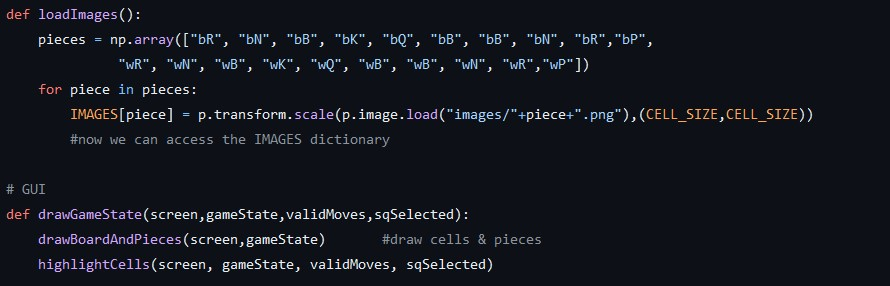 def loadImages():
    pieces = np.array(["bR", "bN", "bB", "bK", "bQ", "bB", "bB", "bN", "bR","bP",
              "wR", "wN", "wB", "wK", "wQ", "wB", "wB", "wN", "wR","wP"])
    for piece in pieces:
        IMAGES[piece] = p.transform.scale(p.image.load("images/"+piece+".png"),(CELL_SIZE,CELL_SIZE))
        #now we can access the IMAGES dictionary

# GUI
def drawGameState(screen,gameState,validMoves,sqSelected):
    drawBoardAndPieces(screen,gameState)       #draw cells & pieces
    highlightCells(screen, gameState, validMoves, sqSelected)